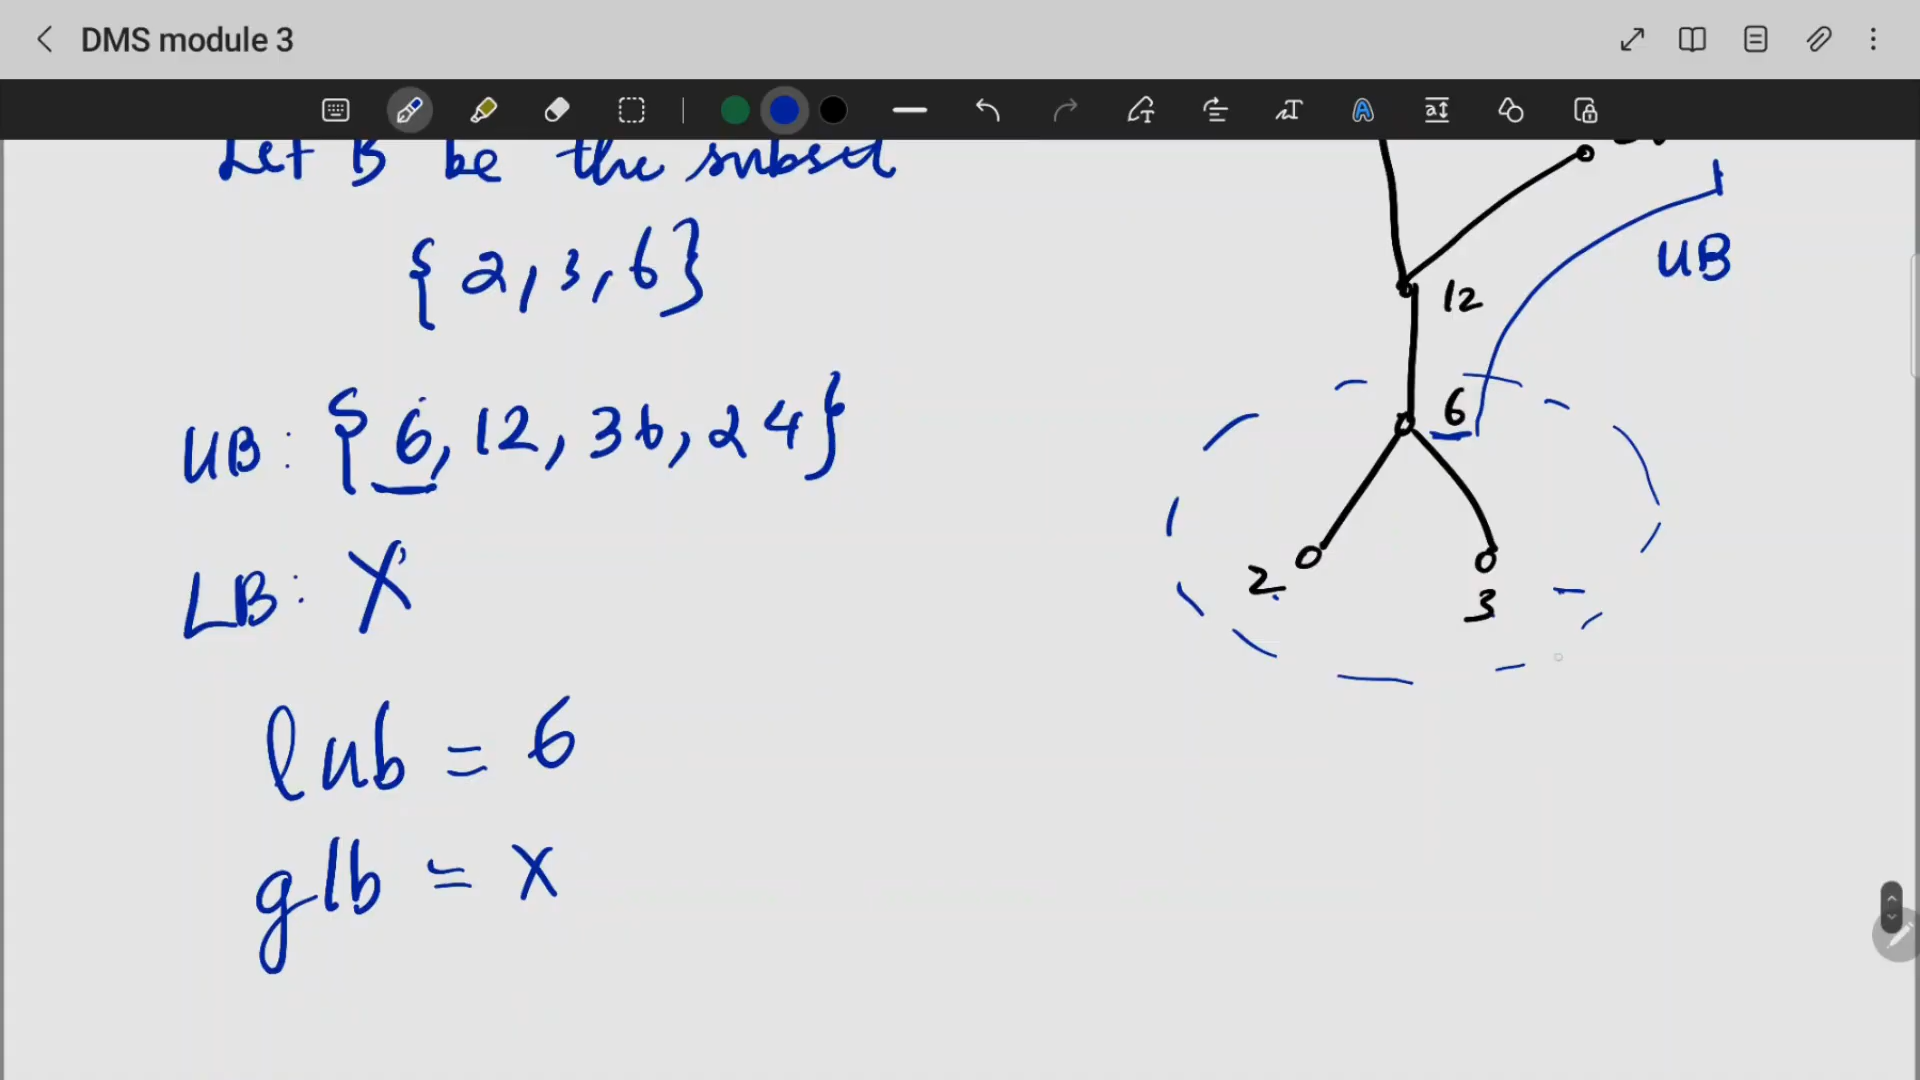 DMS module 3
Let B be the subset
{ 2, 3, 6 }
UB : { 6, 12, 36, 24 }
LB : X
lub = 6
glb = X
UB
12
6
2
3